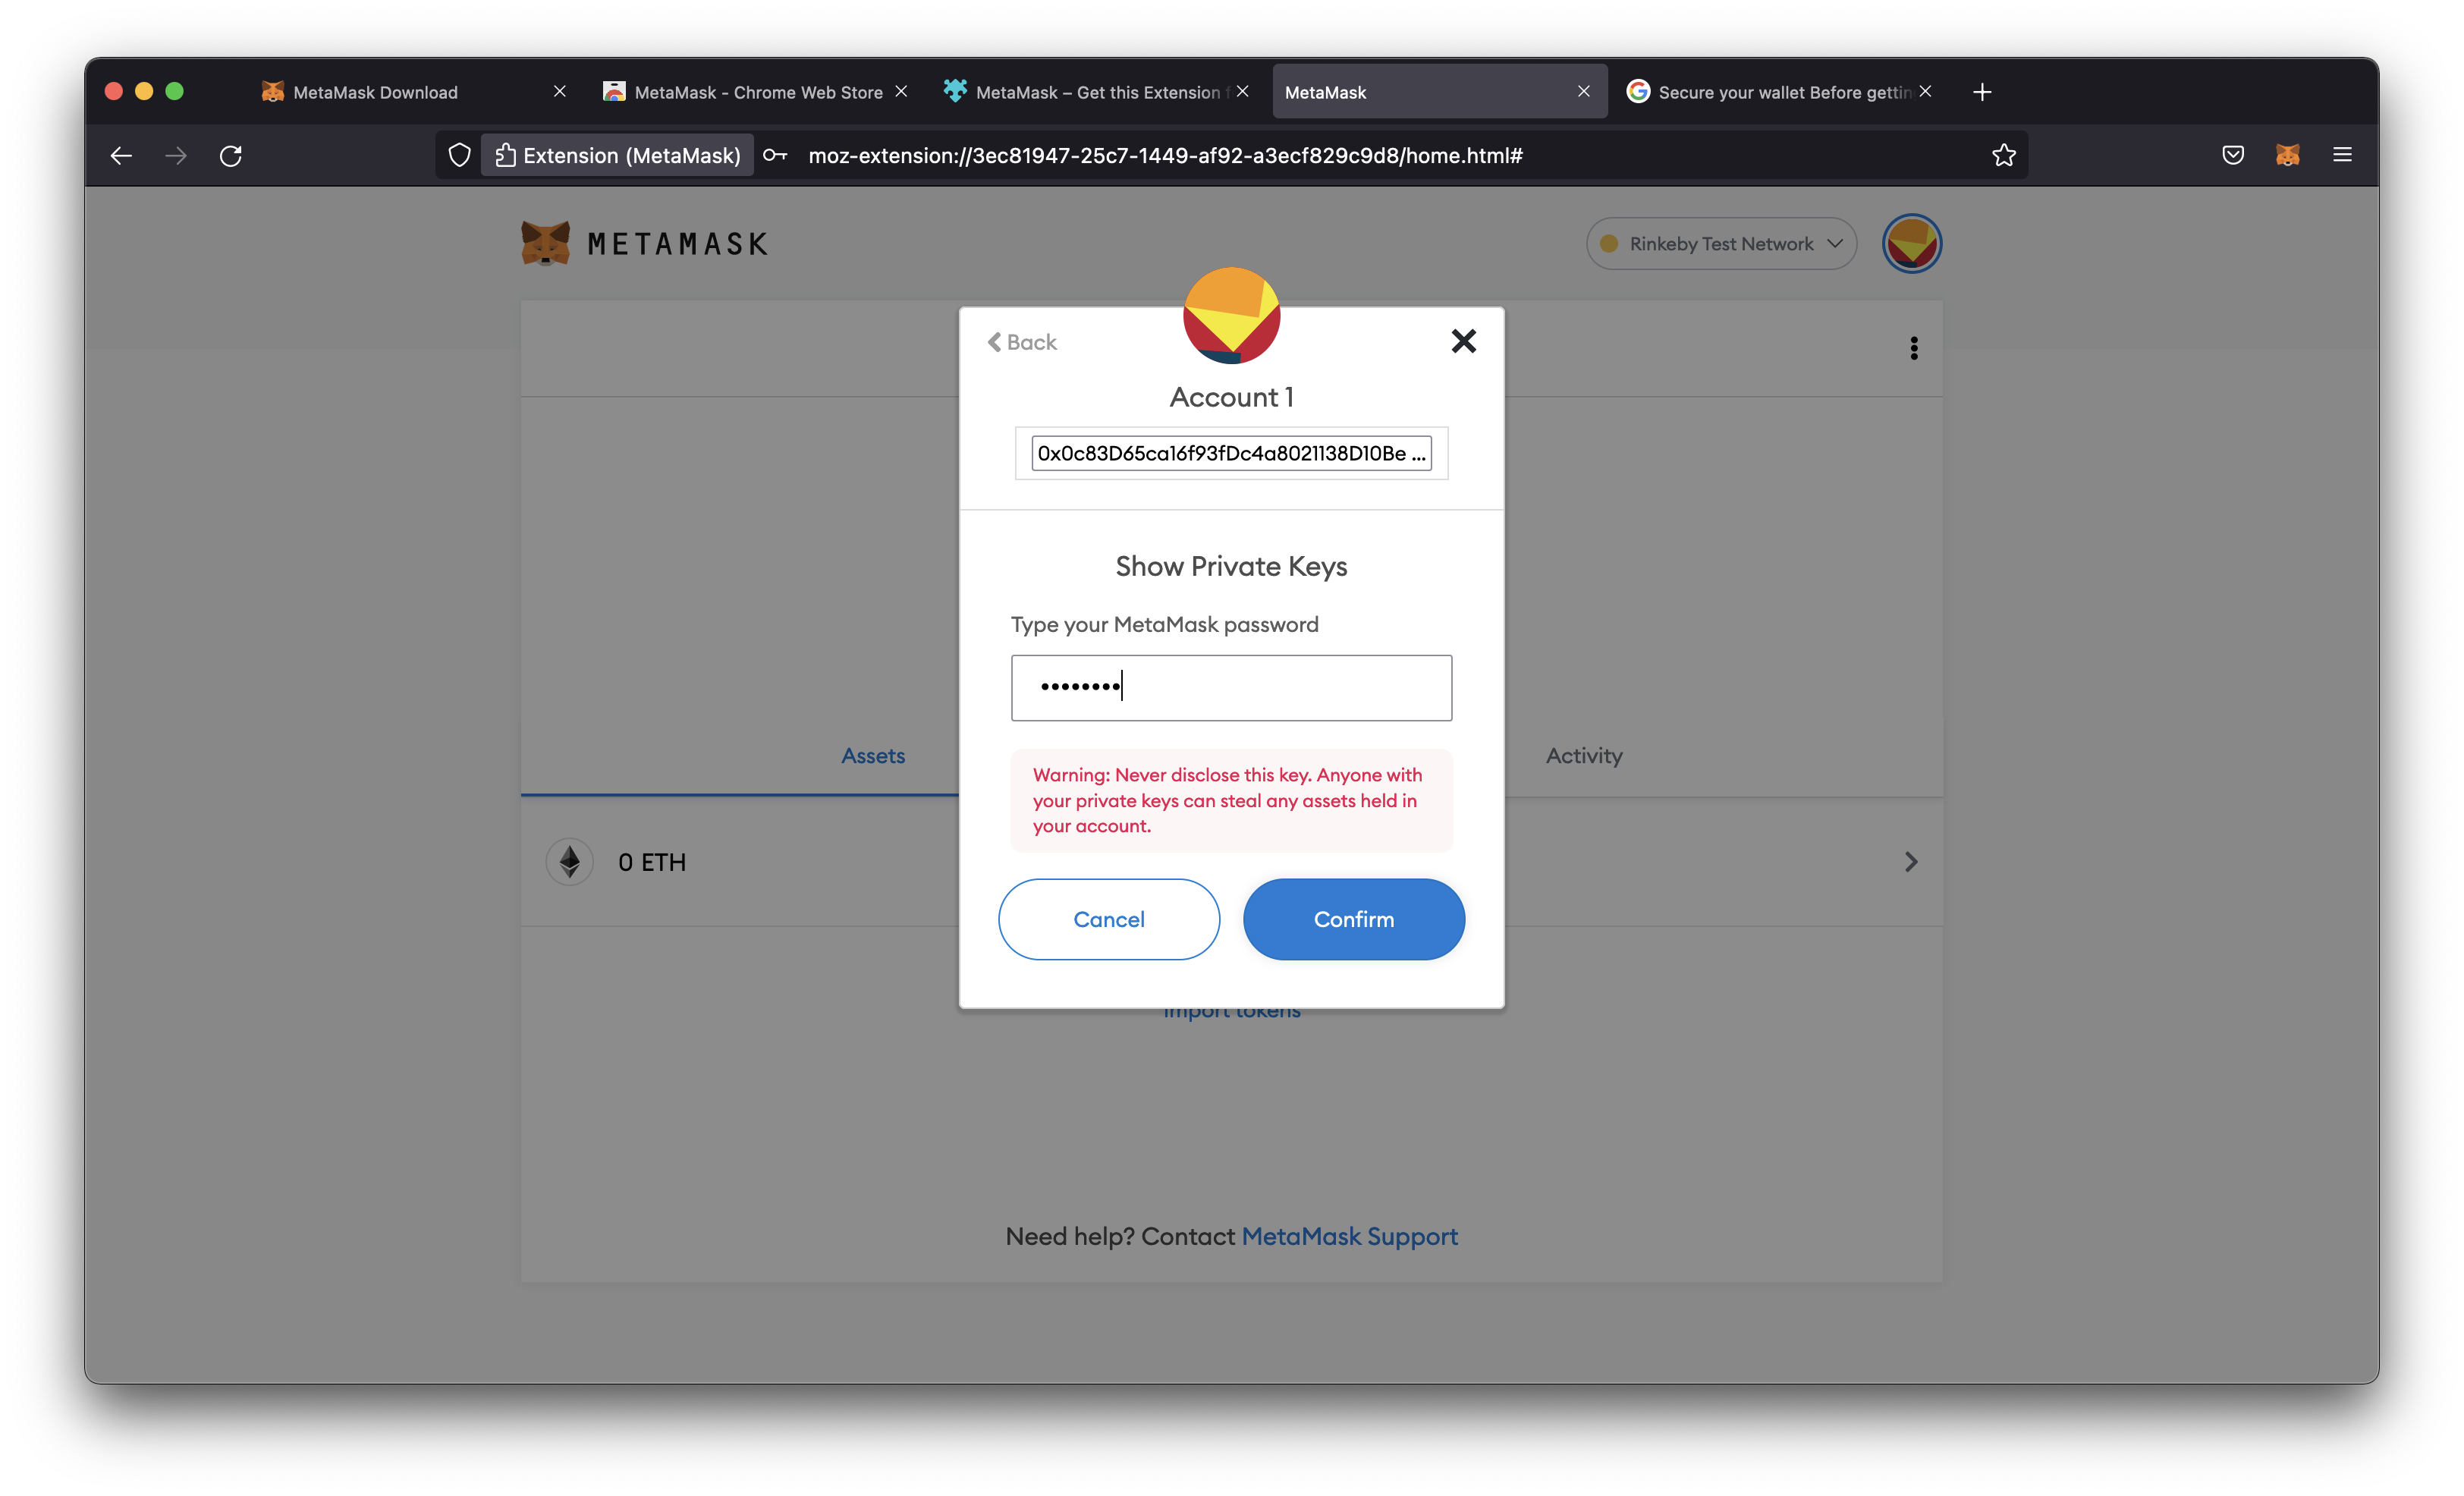 MetaMask Download
MetaMask - Chrome Web Store
MetaMask – Get this Extension f
MetaMask
Secure your wallet Before gettin
Extension (MetaMask)
moz-extension://3ec81947-25c7-1449-af92-a3ecf829c9d8/home.html#
METAMASK
Rinkeby Test Network
Back
Account 1
0x0c83D65ca16f93fDc4a8021138D10Be ...
Show Private Keys
Type your MetaMask password
Assets
Activity
Warning: Never disclose this key. Anyone with
your private keys can steal any assets held in
your account.
0 ETH
Cancel
Confirm
Import tokens
Need help? Contact MetaMask Support